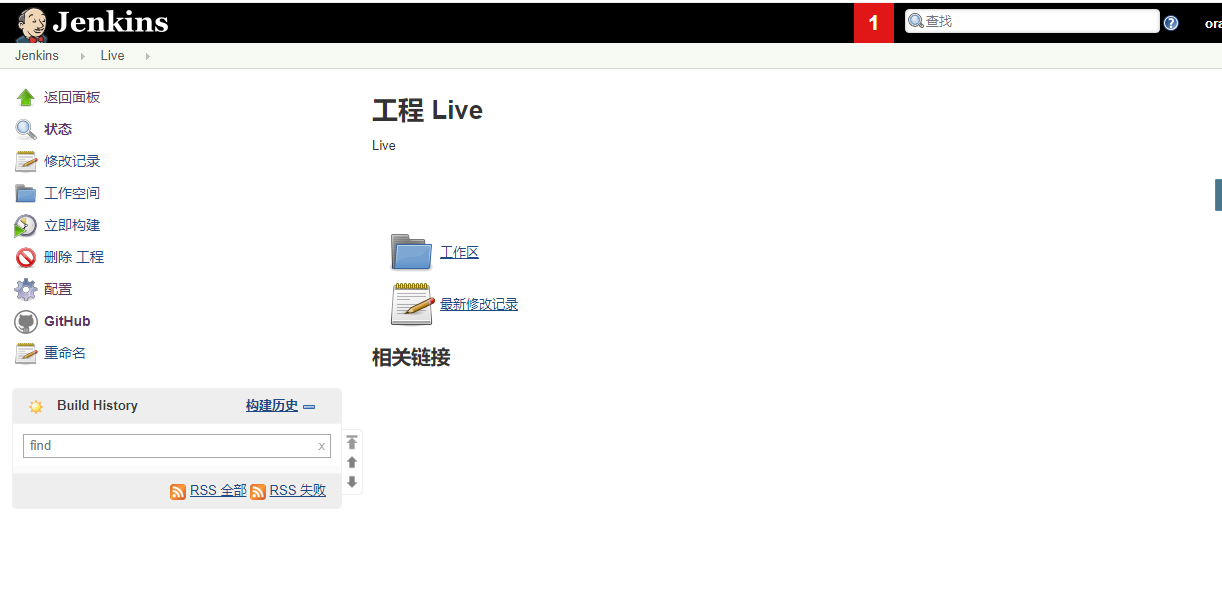 Jenkins
1
查找
Jenkins
Live
返回面板
状态
修改记录
工作空间
立即构建
删除 工程
配置
GitHub
重命名
Build History
构建历史
find
x
RSS 全部
RSS 失败
工程 Live
Live
工作区
最新修改记录
相关链接